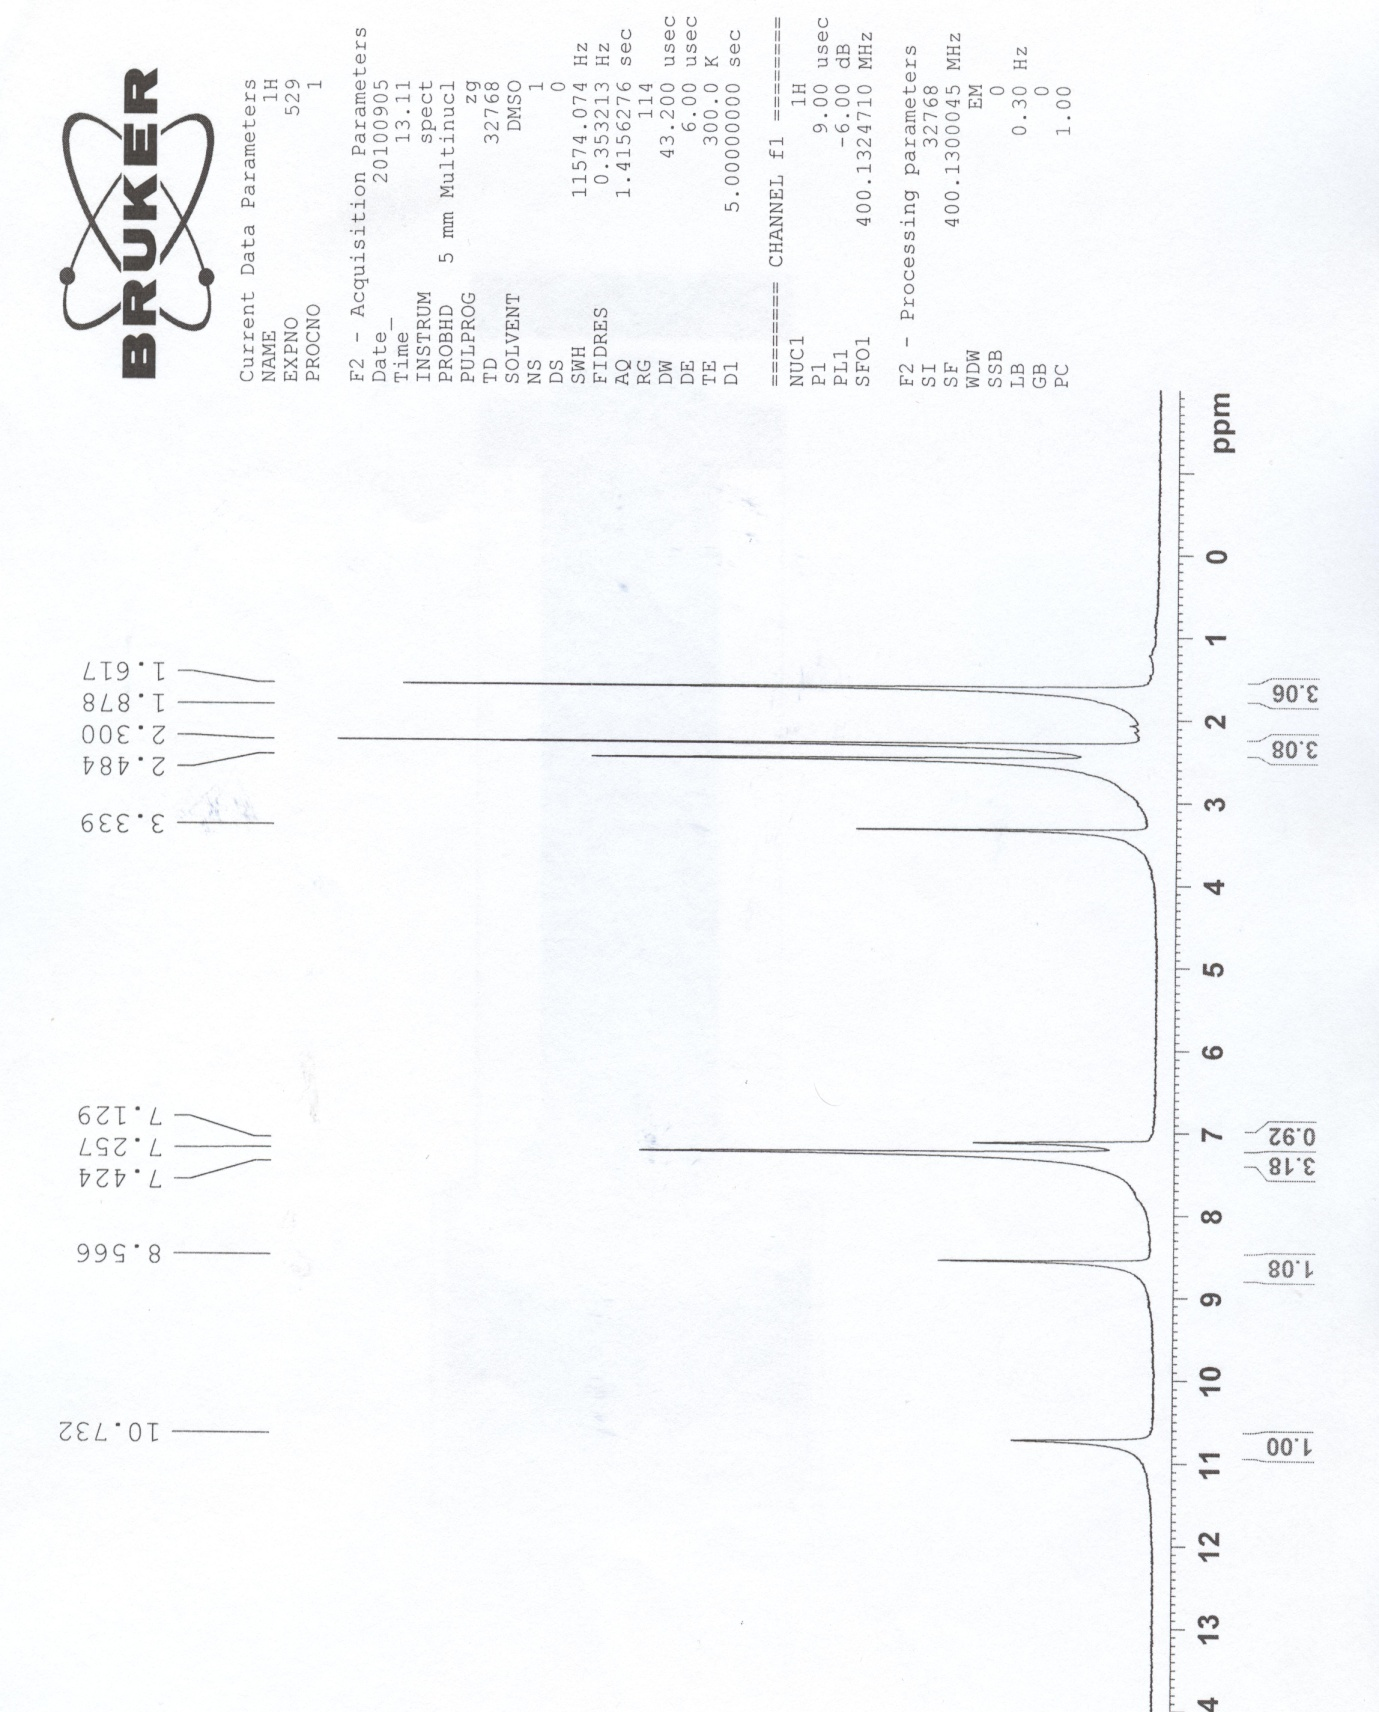 BRUKER
Current Data Parameters
NAME 1H
EXPNO 529
PROCNO 1
F2 - Acquisition Parameters
Date_ 20100905
Time 13.11
INSTRUM spect
PROBHD 5 mm Multinucl
PULPROG zg
TD 32768
SOLVENT DMSO
NS 1
DS 0
SWH 11574.074 Hz
FIDRES 0.353213 Hz
AQ 1.4156276 sec
RG 114
DW 43.200 usec
DE 6.00 usec
TE 300.0 K
D1 5.00000000 sec
======== CHANNEL f1 ========
NUC1 1H
P1 9.00 usec
PL1 -6.00 dB
SFO1 400.1324710 MHz
F2 - Processing parameters
SI 32768
SF 400.1300045 MHz
WDW EM
SSB 0
LB 0.30 Hz
GB 0
PC 1.00
10.732
8.566
7.424
7.257
7.129
3.339
2.484
2.300
1.878
1.617
4 13 12 11 10 9 8 7 6 5 4 3 2 1 0 ppm
1.00
1.08
3.18
0.92
3.08
3.06